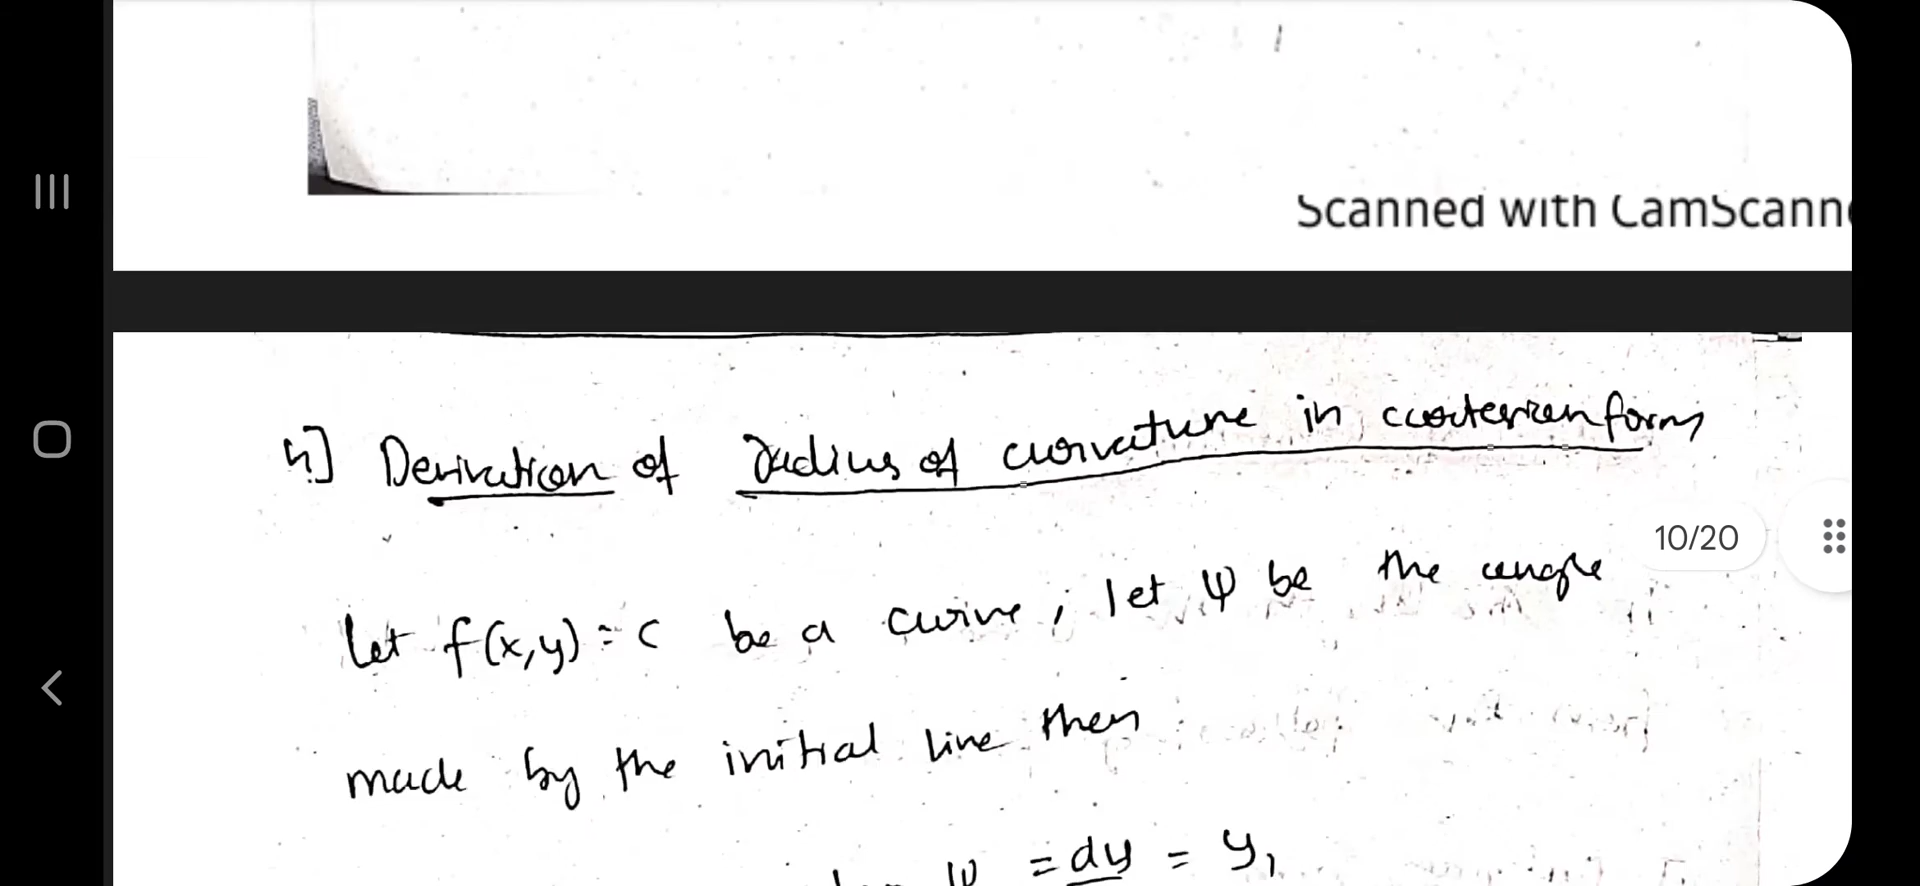 Scanned with CamScann
4] Derivation of Radius of curvature in cartesian form
10/20
Let f(x,y) = c be a curve, let ψ be the angle
made by the initial line then
ψ = dy = y₁